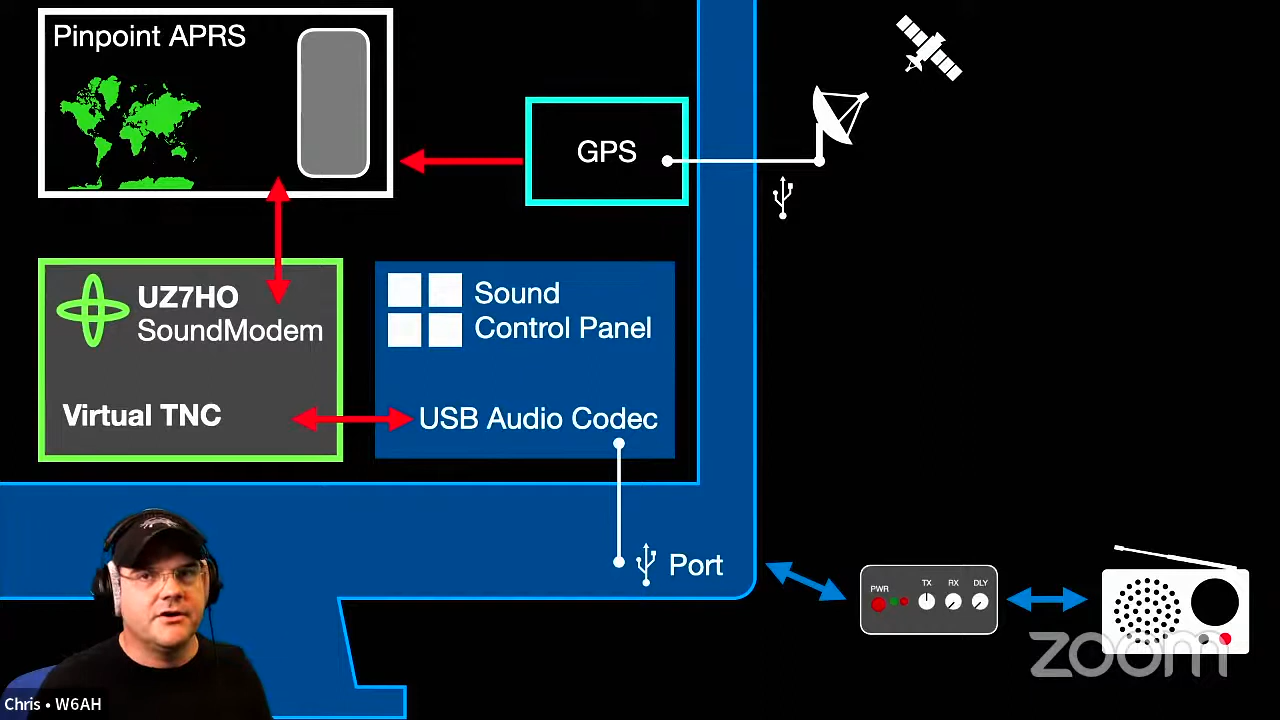 Pinpoint APRS
GPS
UZ7HO
SoundModem
Virtual TNC
Sound
Control Panel
USB Audio Codec
Port
PWR
TX
RX
DLY
zoom
Chris • W6AH